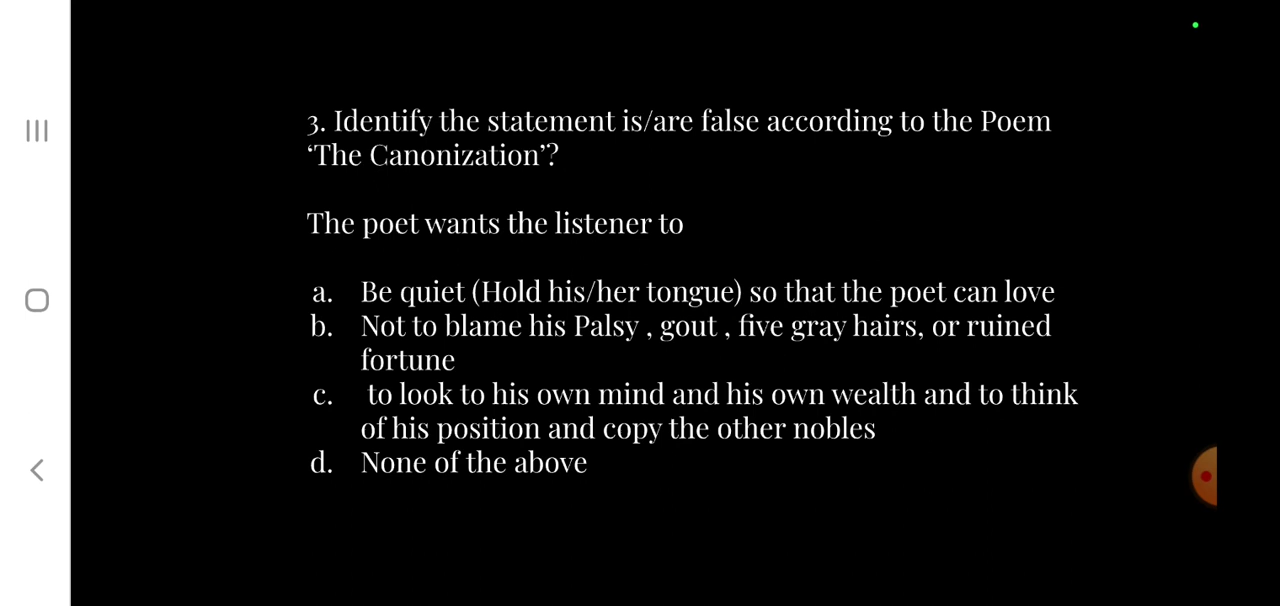 3. Identify the statement is/are false according to the Poem
‘The Canonization’?
The poet wants the listener to
a. Be quiet (Hold his/her tongue) so that the poet can love
b. Not to blame his Palsy , gout , five gray hairs, or ruined
fortune
c. to look to his own mind and his own wealth and to think
of his position and copy the other nobles
d. None of the above